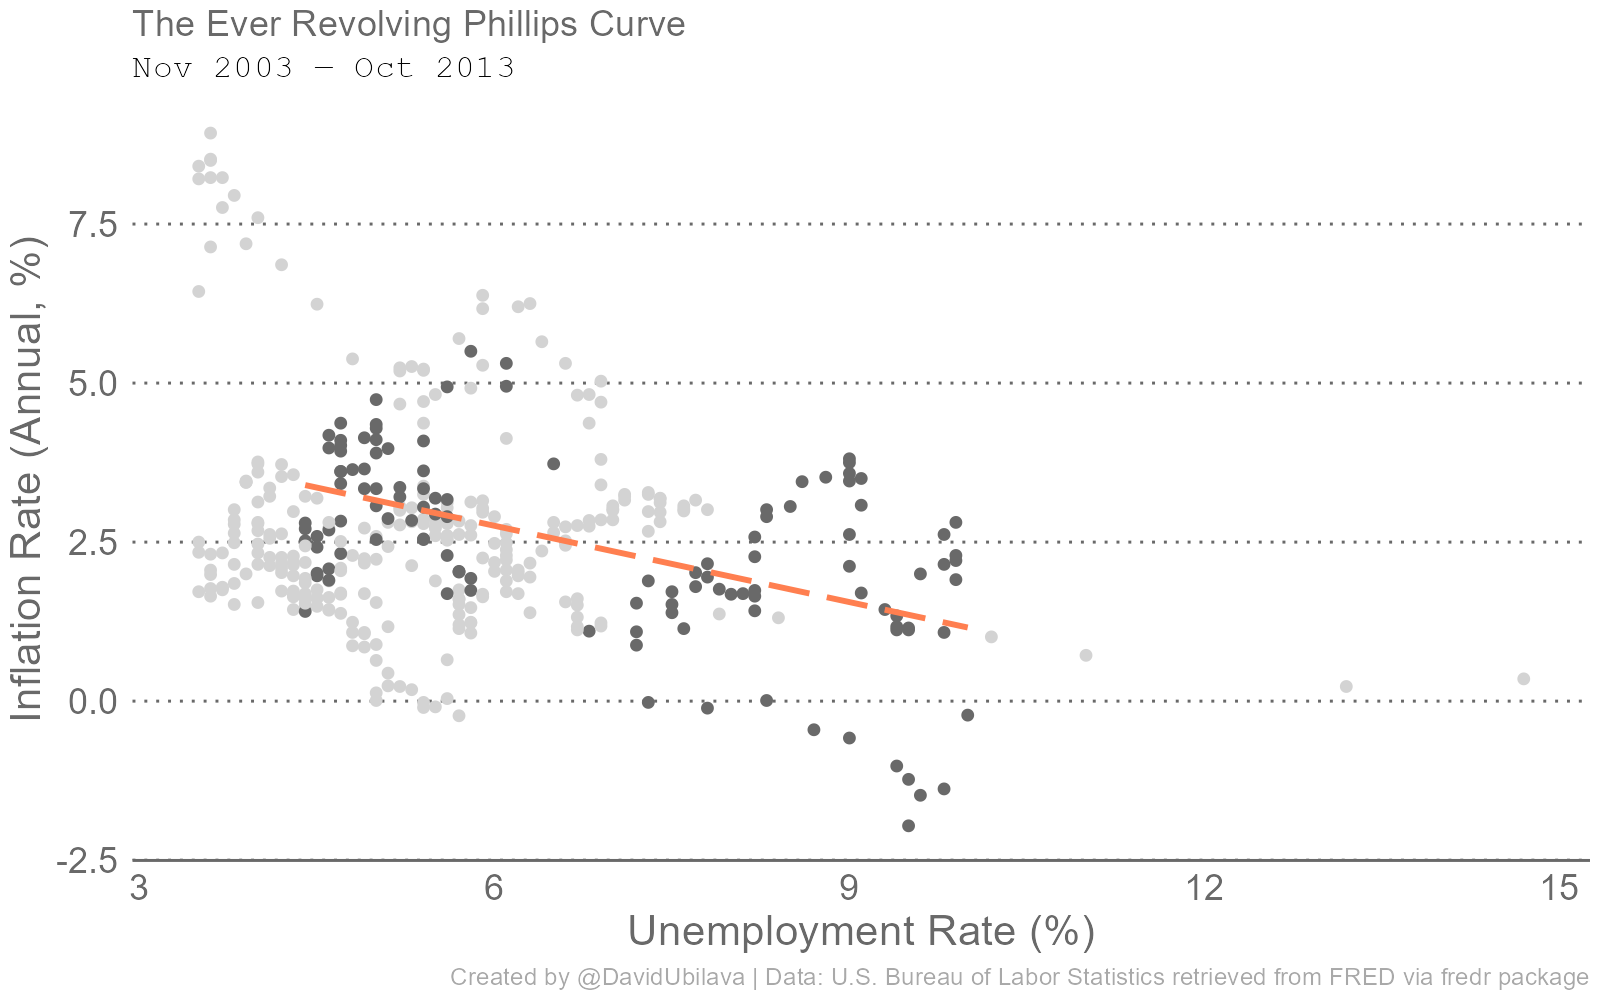 The Ever Revolving Phillips Curve
Nov 2003 – Oct 2013
7.5
5.0
2.5
0.0
-2.5
Inflation Rate (Annual, %)
3 6 9 12 15
Unemployment Rate (%)
Created by @DavidUbilava | Data: U.S. Bureau of Labor Statistics retrieved from FRED via fredr package